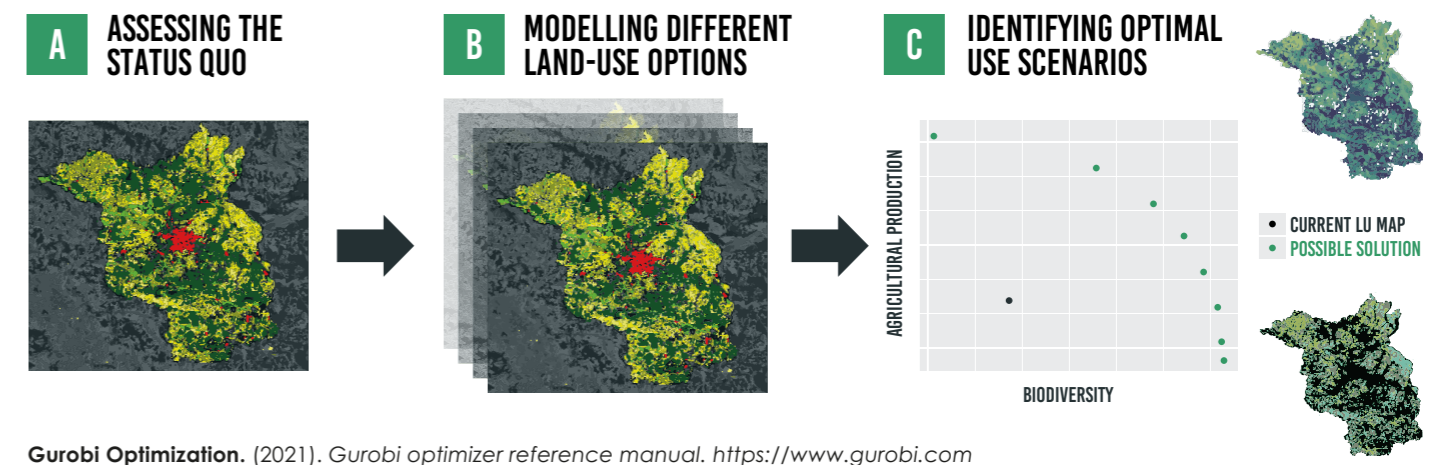 A
ASSESSING THE
STATUS QUO
B
MODELLING DIFFERENT
LAND-USE OPTIONS
C
IDENTIFYING OPTIMAL
USE SCENARIOS
AGRICULTURAL PRODUCTION
BIODIVERSITY
CURRENT LU MAP
POSSIBLE SOLUTION
Gurobi Optimization. (2021). Gurobi optimizer reference manual. https://www.gurobi.com